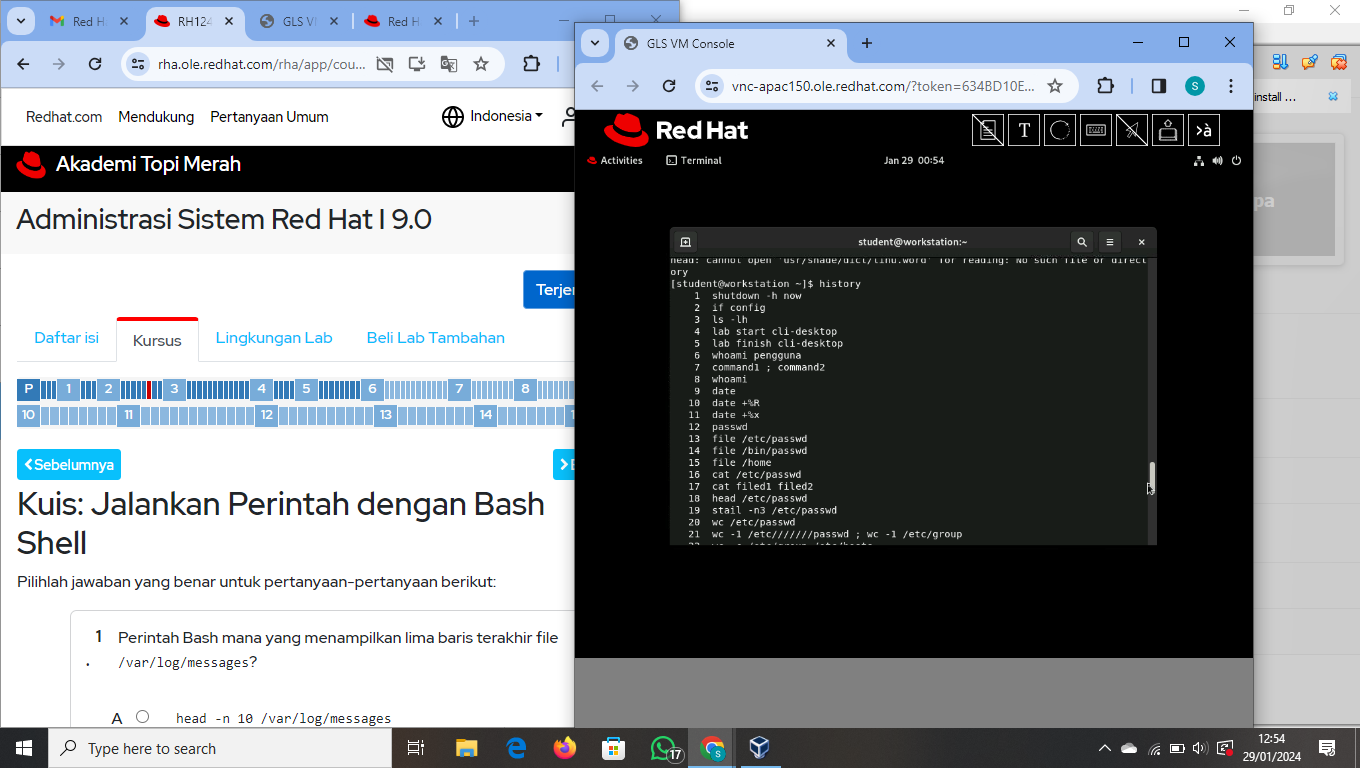 Red Ha
RH124
GLS VM
Red H
rha.ole.redhat.com/rha/app/cou...
Redhat.com
Mendukung
Pertanyaan Umum
Indonesia
Akademi Topi Merah
Administrasi Sistem Red Hat I 9.0
Terjer
Daftar isi
Kursus
Lingkungan Lab
Beli Lab Tambahan
P 1 2 3 4 5 6 7 8
10 11 12 13 14 1
Sebelumnya
Kuis: Jalankan Perintah dengan Bash
Shell
Pilihlah jawaban yang benar untuk pertanyaan-pertanyaan berikut:
1 Perintah Bash mana yang menampilkan lima baris terakhir file
. /var/log/messages?
A head -n 10 /var/log/messages
GLS VM Console
vnc-apac150.ole.redhat.com/?token=634BD10E...
S
Red Hat
T
›à
Activities
Terminal
Jan 29 00:54
student@workstation:~
head: cannot open 'usr/shade/dict/linu.word' for reading: No such file or direct
ory
[student@workstation ~]$ history
1 shutdown -h now
2 if config
3 ls -lh
4 lab start cli-desktop
5 lab finish cli-desktop
6 whoami pengguna
7 command1 ; command2
8 whoami
9 date
10 date +%R
11 date +%x
12 passwd
13 file /etc/passwd
14 file /bin/passwd
15 file /home
16 cat /etc/passwd
17 cat filed1 filed2
18 head /etc/passwd
19 stail -n3 /etc/passwd
20 wc /etc/passwd
21 wc -1 /etc///////passwd ; wc -1 /etc/group
install ...
pa
Type here to search
17
S
12:54
29/01/2024